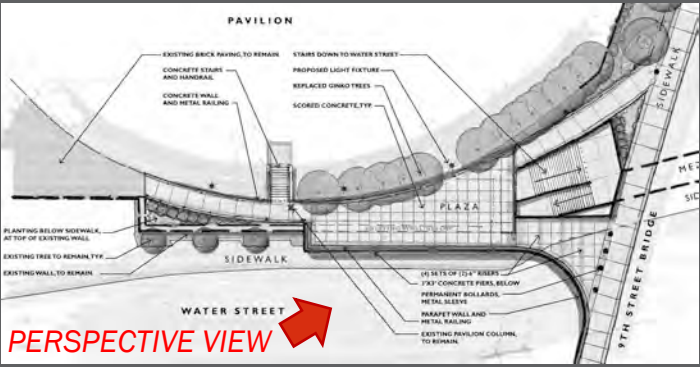 PAVILION
EXISTING BRICK PAVING, TO REMAIN
CONCRETE STAIRS
AND HANDRAIL
CONCRETE WALL
AND METAL RAILING
STAIRS DOWN TO WATER STREET
PROPOSED LIGHT FIXTURE
REPLACED GINKO TREES
SCORED CONCRETE, TYP.
SIDEWALK
PLAZA
MEZ
SID
9TH STREET BRIDGE
PLANTING BELOW SIDEWALK,
AT TOP OF EXISTING WALL
EXISTING TREE TO REMAIN, TYP.
EXISTING WALL, TO REMAIN
SIDEWALK
(4) SETS OF (2)-6" RISERS
3'X3' CONCRETE PIERS, BELOW
PERMANENT BOLLARDS,
METAL SLEEVE
PARAPET WALL AND
METAL RAILING
EXISTING PAVILION COLUMN,
TO REMAIN.
WATER STREET
PERSPECTIVE VIEW